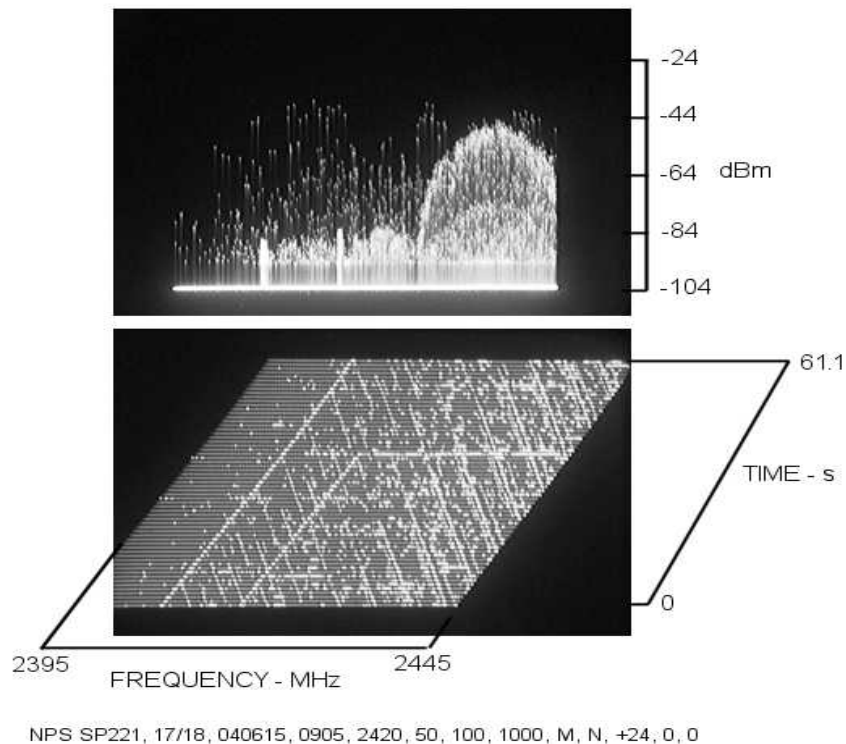 -24
-44
-64 dBm
-84
-104
61.1
TIME - s
0
2395 2445
FREQUENCY - MHz
NPS SP221, 17/18, 040615, 0905, 2420, 50, 100, 1000, M, N, +24, 0, 0